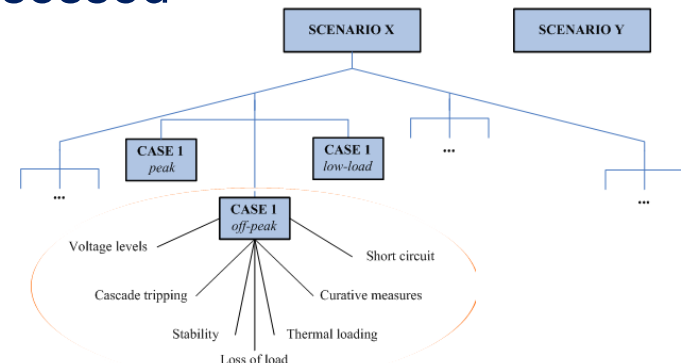 SCENARIO X
SCENARIO Y
CASE 1
peak
CASE 1
low-load
...
...
...
CASE 1
off-peak
Voltage levels
Short circuit
Cascade tripping
Curative measures
Stability
Thermal loading
Loss of load